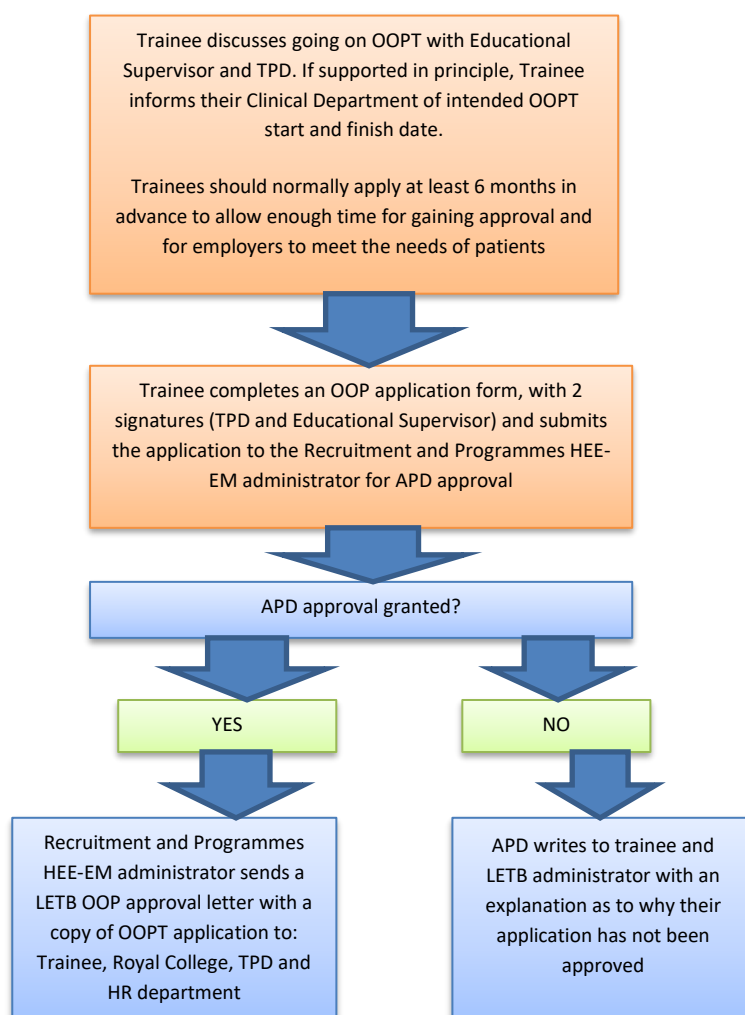 Trainee discusses going on OOPT with Educational
Supervisor and TPD. If supported in principle, Trainee
informs their Clinical Department of intended OOPT
start and finish date.
Trainees should normally apply at least 6 months in
advance to allow enough time for gaining approval and
for employers to meet the needs of patients
Trainee completes an OOP application form, with 2
signatures (TPD and Educational Supervisor) and submits
the application to the Recruitment and Programmes HEE-
EM administrator for APD approval
APD approval granted?
YES
NO
Recruitment and Programmes
HEE-EM administrator sends a
LETB OOP approval letter with a
copy of OOPT application to:
Trainee, Royal College, TPD and
HR department
APD writes to trainee and
LETB administrator with an
explanation as to why their
application has not been
approved